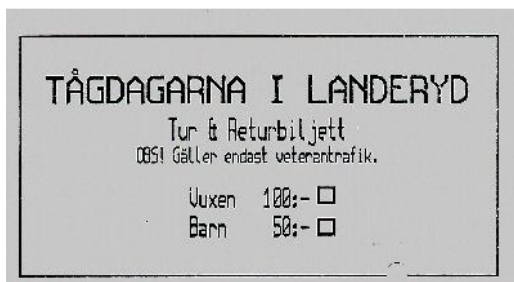 TÅGDAGARNA I LANDERYD
Tur & Returbiljett
OBS! Gäller endast veterantrafik.
Vuxen 100:-
Barn 50:-